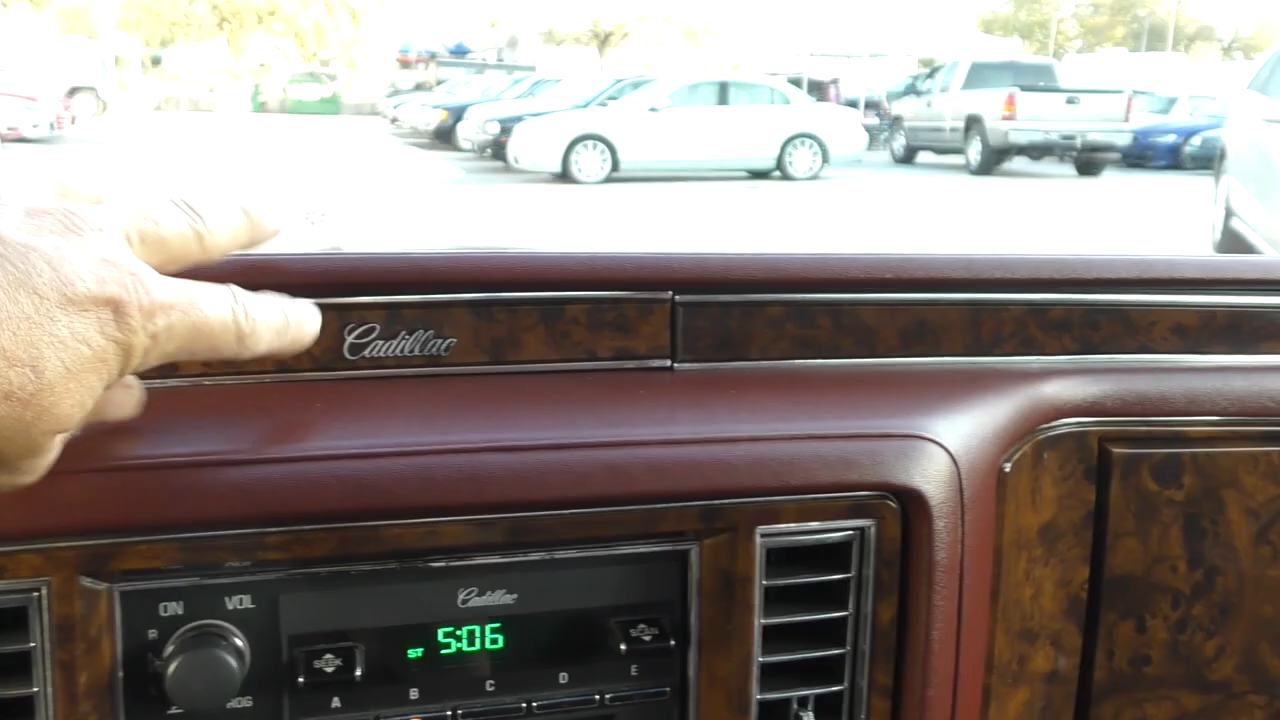 Cadillac
Cadillac
ON VOL
R
ST 5:06
SEEK
SCAN
A B C D E